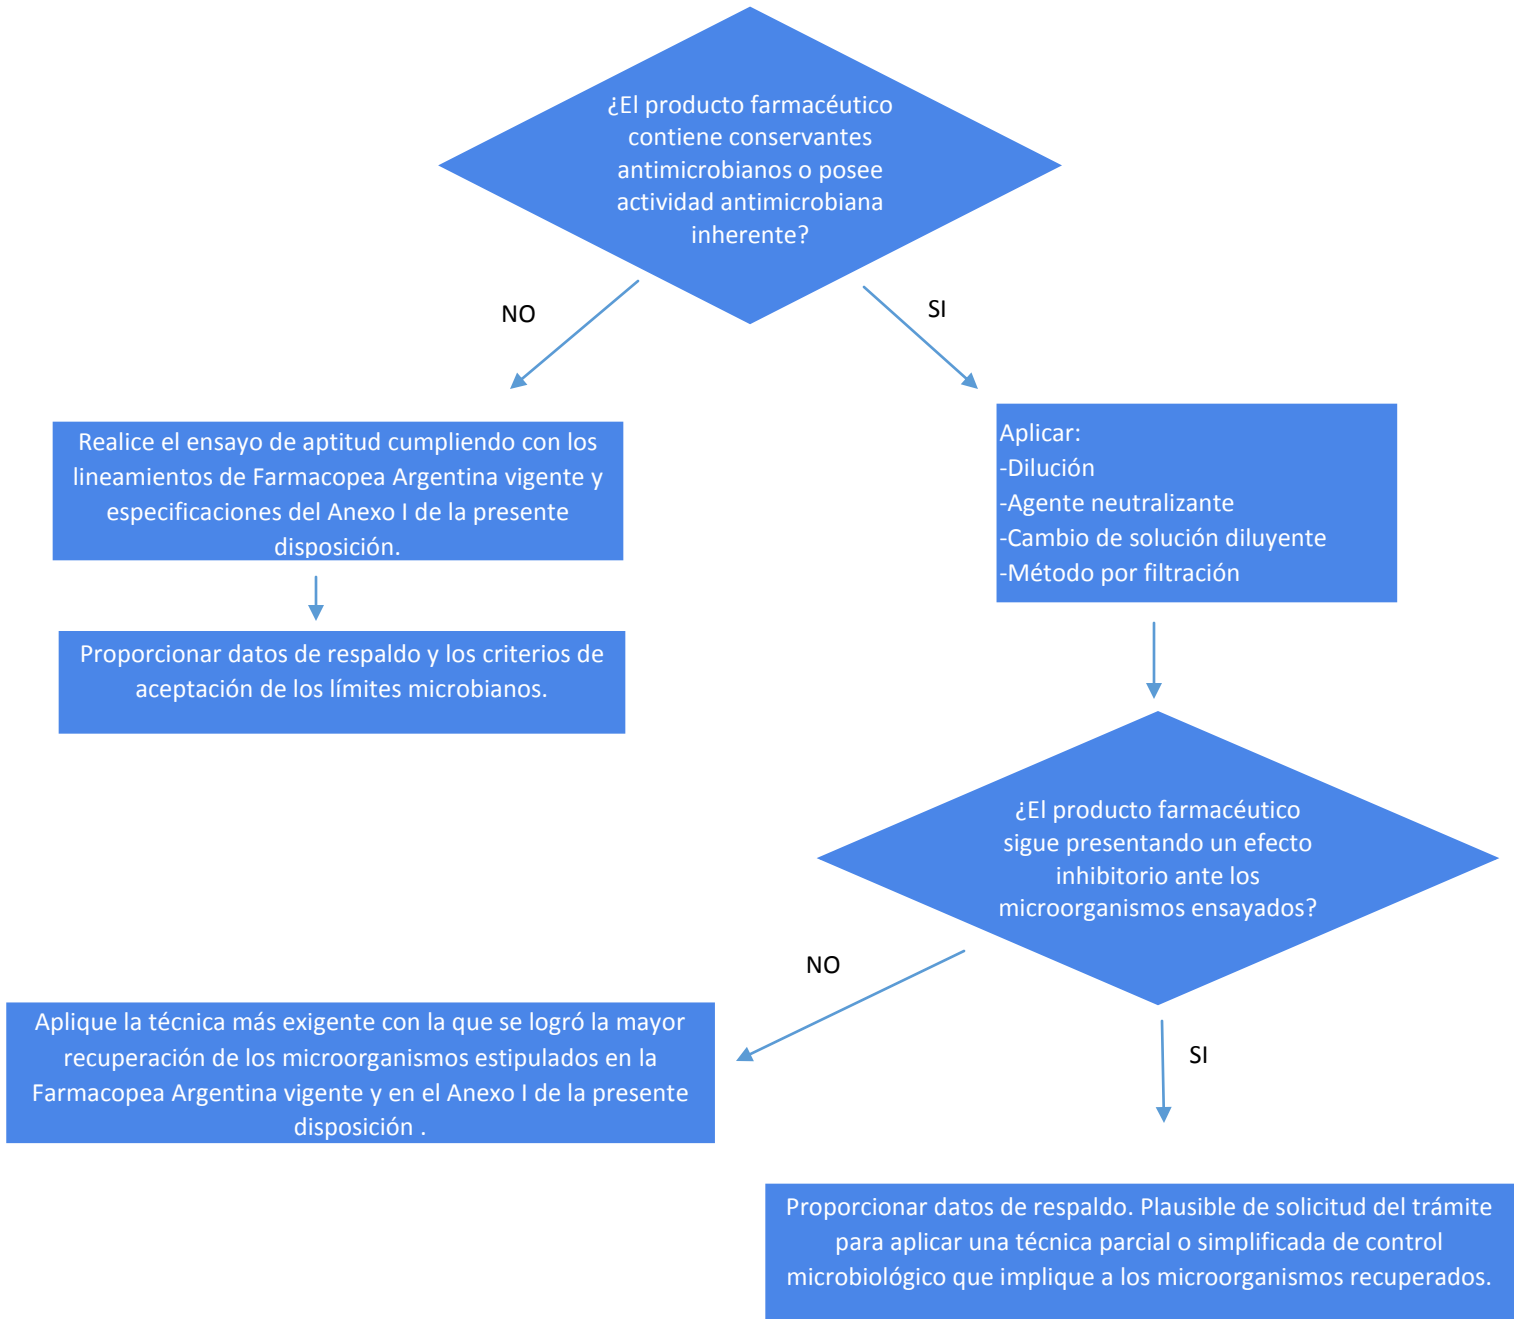 ¿El producto farmacéutico
contiene conservantes
antimicrobianos o posee
actividad antimicrobiana
inherente?
NO
SI
Realice el ensayo de aptitud cumpliendo con los
lineamientos de Farmacopea Argentina vigente y
especificaciones del Anexo I de la presente
disposición.
Aplicar:
-Dilución
-Agente neutralizante
-Cambio de solución diluyente
-Método por filtración
Proporcionar datos de respaldo y los criterios de
aceptación de los límites microbianos.
¿El producto farmacéutico
sigue presentando un efecto
inhibitorio ante los
microorganismos ensayados?
NO
SI
Aplique la técnica más exigente con la que se logró la mayor
recuperación de los microorganismos estipulados en la
Farmacopea Argentina vigente y en el Anexo I de la presente
disposición .
Proporcionar datos de respaldo. Plausible de solicitud del trámite
para aplicar una técnica parcial o simplificada de control
microbiológico que implique a los microorganismos recuperados.